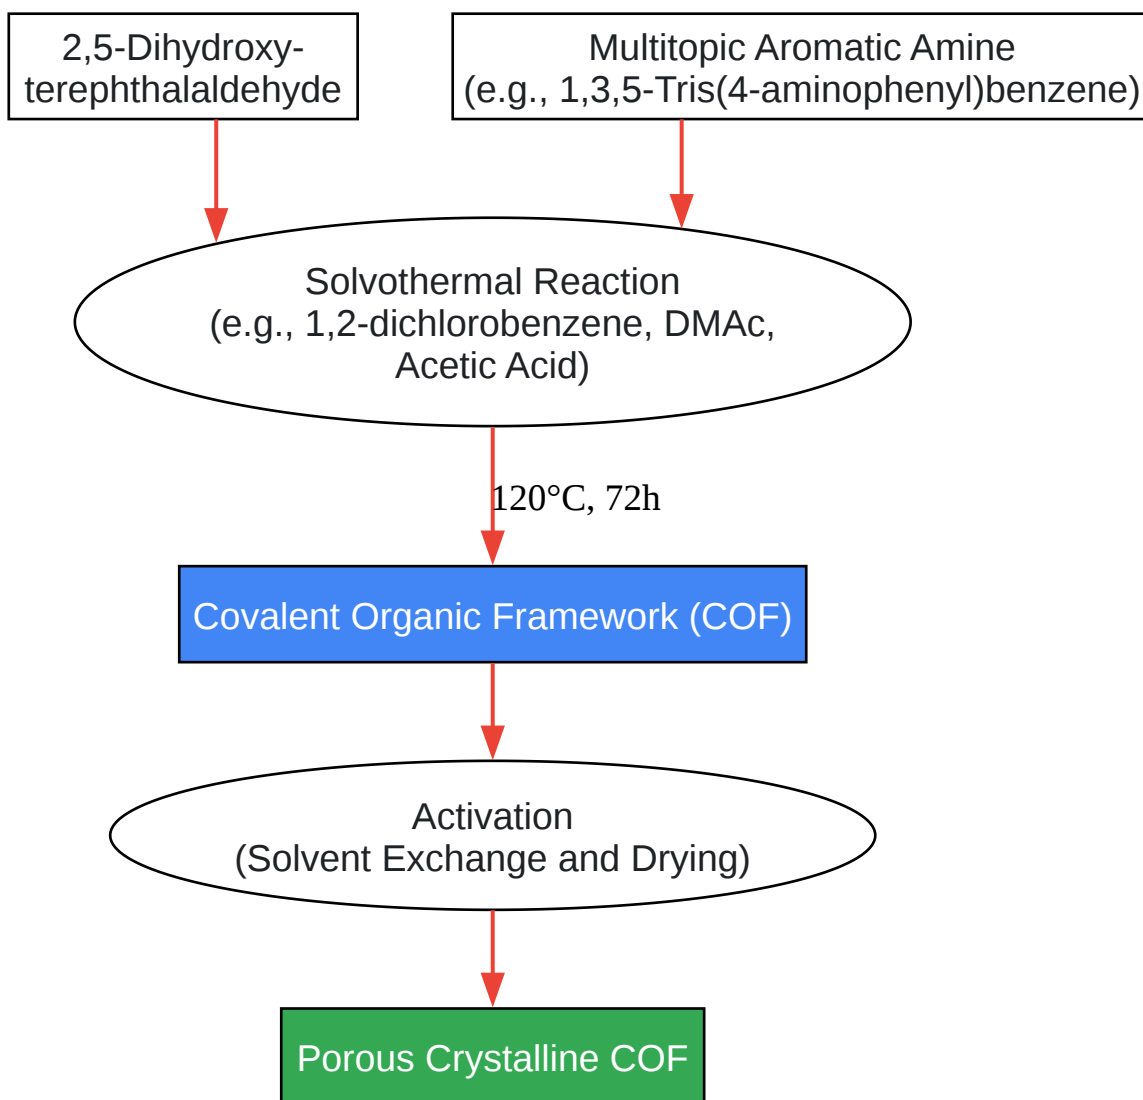 2,5-Dihydroxy-
terephthalaldehyde
Multitopic Aromatic Amine
(e.g., 1,3,5-Tris(4-aminophenyl)benzene)
Solvothermal Reaction
(e.g., 1,2-dichlorobenzene, DMAc,
Acetic Acid)
120°C, 72h
Covalent Organic Framework (COF)
Activation
(Solvent Exchange and Drying)
Porous Crystalline COF